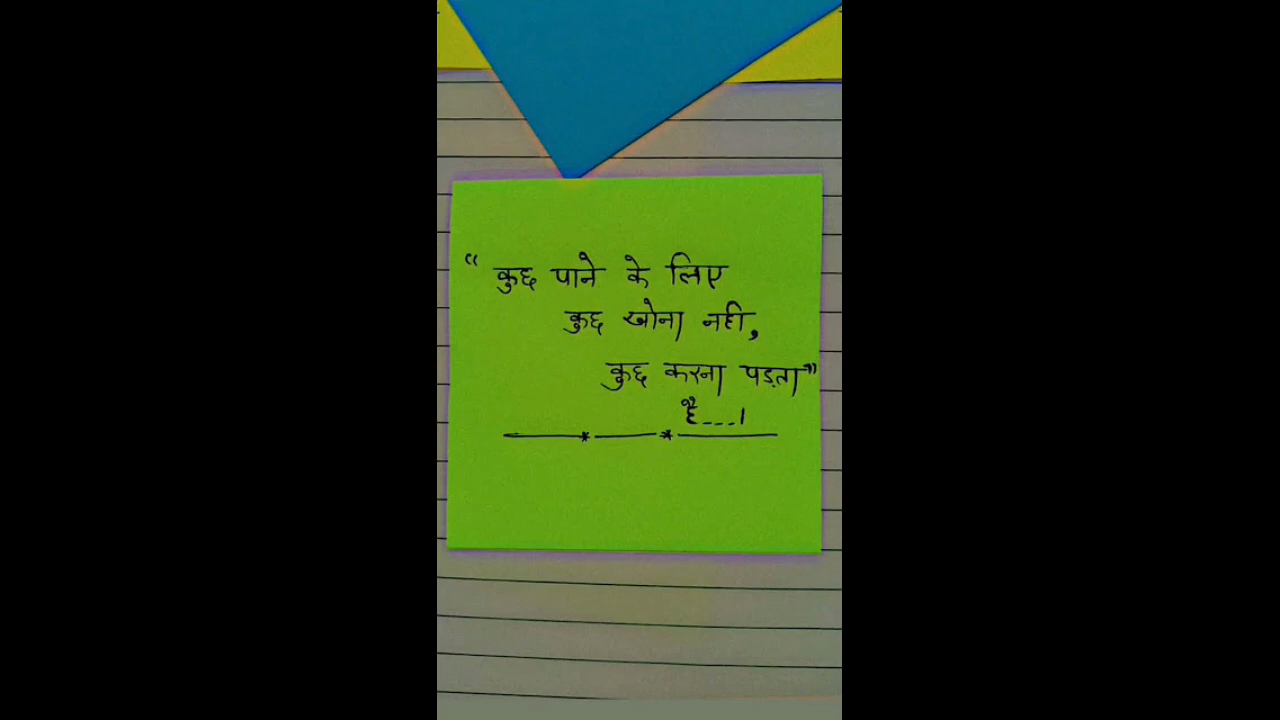 “ कुछ पाने के लिए
कुछ खोना नही,
कुछ करना पड़ता”
है....।